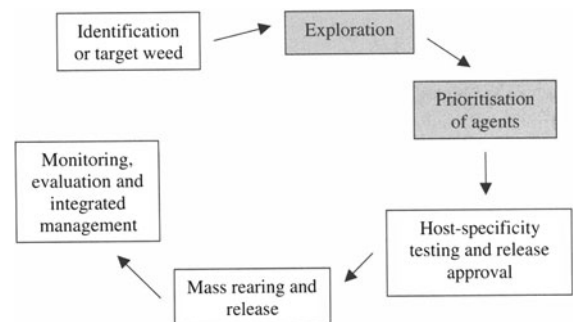 Identification
or target weed
Exploration
Prioritisation
of agents
Host-specificity
testing and release
approval
Mass rearing and
release
Monitoring,
evaluation and
integrated
management